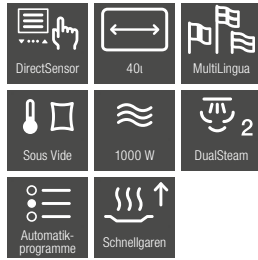 DirectSensor
40l
MultiLingua
Sous Vide
1000 W
2
DualSteam
Automatik-
programme
Schnellgaren